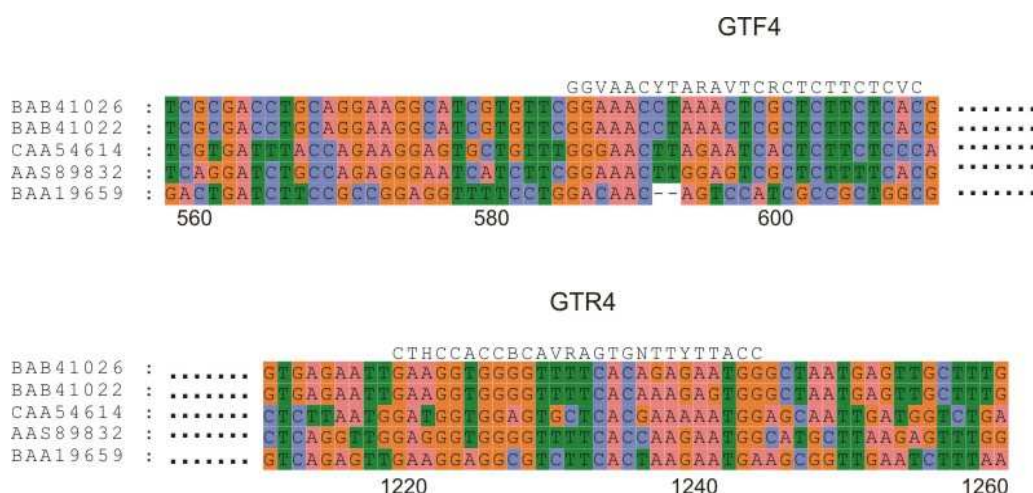 GTF4
GGVAACYTARAVTCRCTCTTCTCVC
BAB41026 : TCGCGACCTGCAGGAAGGCATCGTGTTCGGAAACCTAAACTCGCTCTTCTCACG .......
BAB41022 : TCGCGACCTGCAGGAAGGCATCGTGTTCGGAAACCTAAACTCGCTCTTCTCACG .......
CAA54614 : TCGTGATTTACCAGAAGGAGTGCTGTTTGGGAACTTAGAATCACTCTTCTCCCA .......
AAS89832 : TCAGGATCTGCCAGAGGGAATCATCTTCGGAAACTTGGAGTCGCTCTTTTCACG .......
BAA19659 : GACTGATCTTCCGCCGGAGGTTTTCCTGGACAAC--AGTCCATCGCCGCTGGCG .......
560 580 600
GTR4
CTHCCACCBCAVRAGTGNTTYTTACC
BAB41026 : ....... GTGAGAATTGAAGGTGGGGTTTTCACAGAGAATGGGCTAATGAGTTGCTTTG
BAB41022 : ....... GTGAGAATTGAAGGTGGGGTTTTCACAAAGAGTGGGCTAATGAGTTGCTTTG
CAA54614 : ....... CTCTTAATGGATGGTGGAGTGCTCACGAAAAATGGAGCAATTGATGGTCTGA
AAS89832 : ....... CTCAGGTTGGAGGGTGGGGTTTTCACCAAGAATGGCATGCTTAAGAGTTTGG
BAA19659 : ....... GTCAGAGTTGAAGGAGGCGTCTTCACTAAGAATGAAGCGGTTGAATCTTTAA
1220 1240 1260